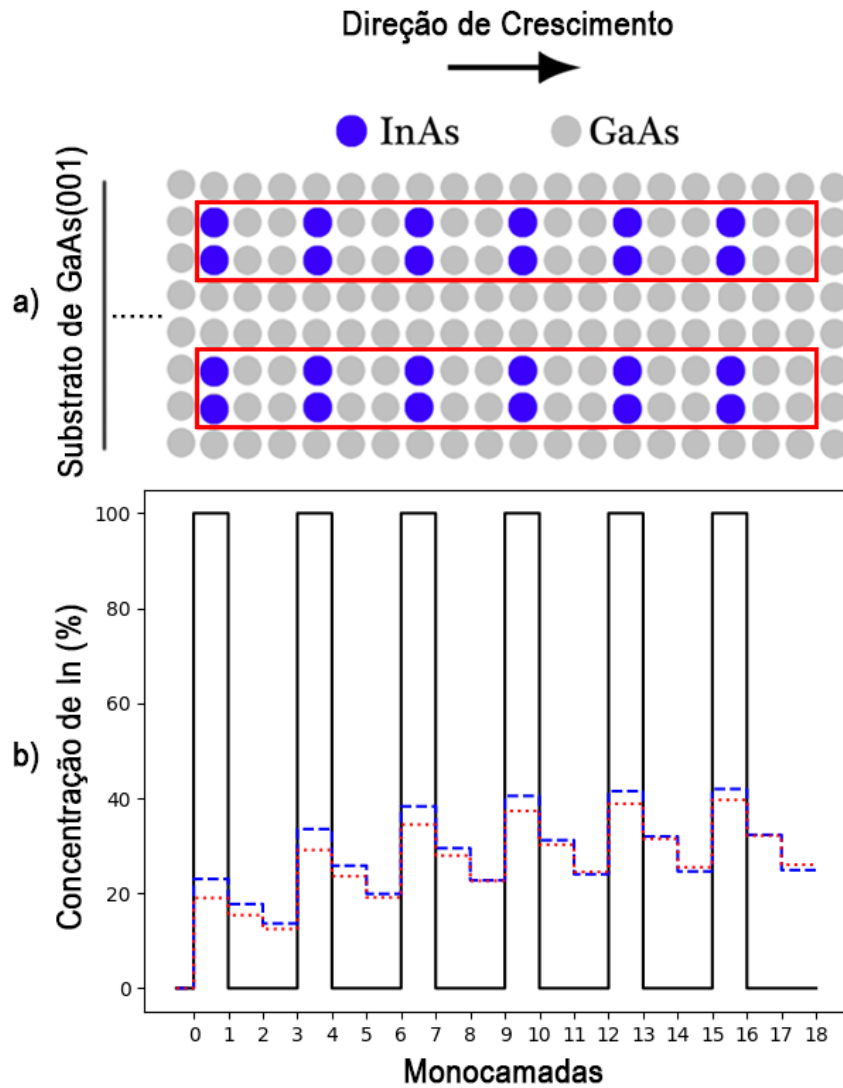 Direção de Crescimento
InAs GaAs
Substrato de GaAs(001)
a)
b)
Concentração de In (%)
100
80
60
40
20
0
0 1 2 3 4 5 6 7 8 9 10 11 12 13 14 15 16 17 18
Monocamadas